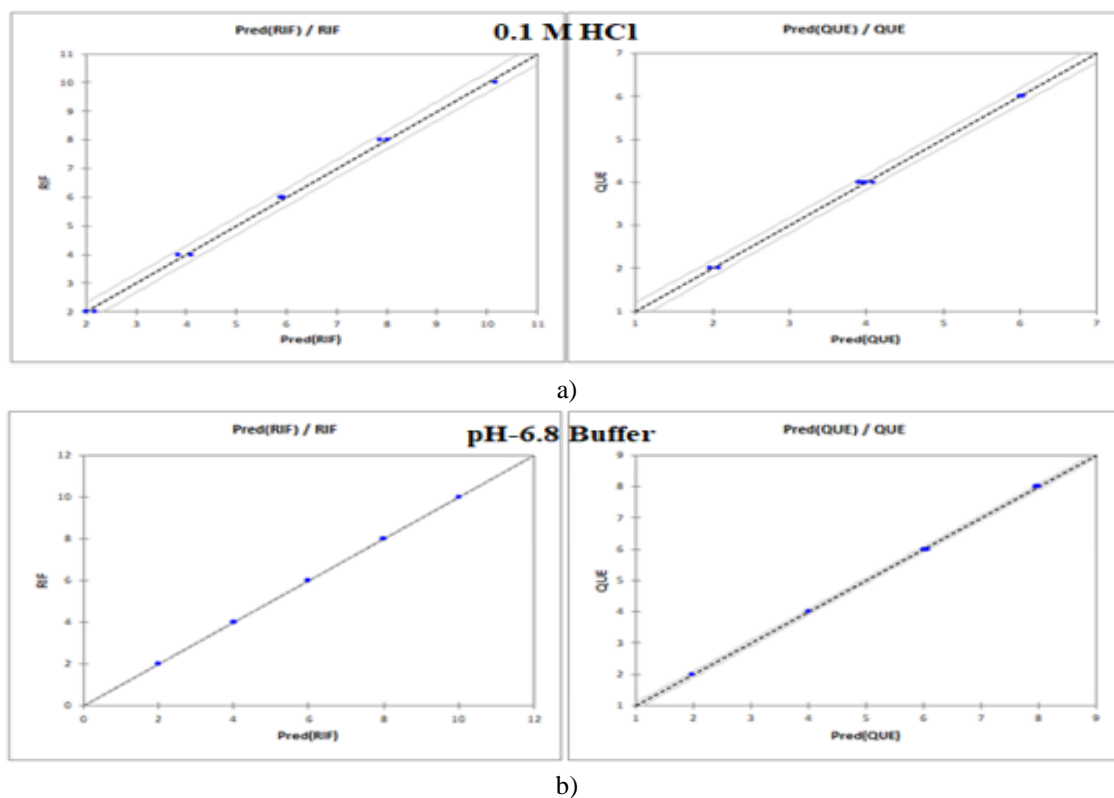 0.1 M HCl
Pred(RIF) / RIF
11
10
9
8
7
6
5
4
3
2
RIF
2 3 4 5 6 7 8 9 10 11
Pred(RIF)
Pred(QUE) / QUE
7
6
5
4
3
2
1
QUE
1 2 3 4 5 6 7
Pred(QUE)
a)
pH-6.8 Buffer
Pred(RIF) / RIF
12
10
8
6
4
2
0
RIF
0 2 4 6 8 10 12
Pred(RIF)
Pred(QUE) / QUE
9
8
7
6
5
4
3
2
1
QUE
1 2 3 4 5 6 7 8 9
Pred(QUE)
b)